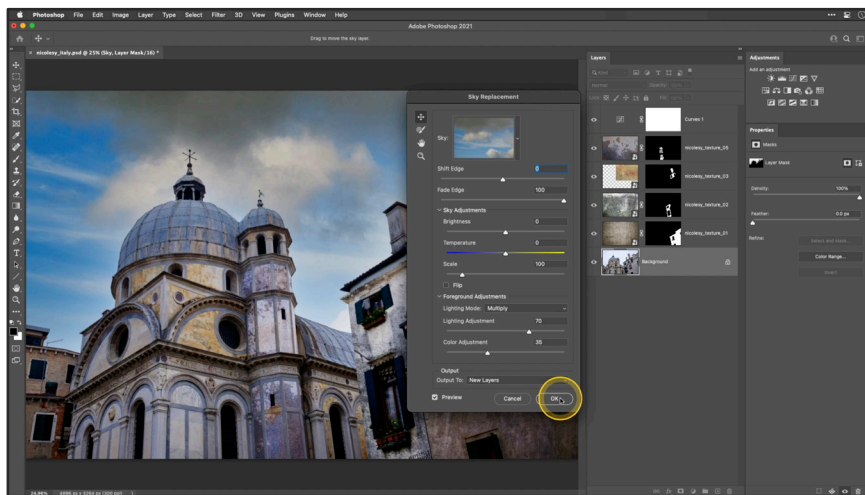 Photoshop File Edit Image Layer Type Select Filter 3D View Plugins Window Help
Adobe Photoshop 2021
Drag to move the sky layer.
× nicolesy_italy.psd @ 25% (Sky, Layer Mask/16) *
Sky Replacement
Sky:
Shift Edge 0
Fade Edge 100
Sky Adjustments
Brightness 0
Temperature 0
Scale 100
Flip
Foreground Adjustments
Lighting Mode: Multiply
Lighting Adjustment 70
Color Adjustment 35
Output
Output To: New Layers
Preview Cancel OK
Layers
Curves 1
nicolesy_texture_05
nicolesy_texture_03
nicolesy_texture_02
nicolesy_texture_01
Background
Adjustments
Add an adjustment
Properties
Masks
Layer Mask
Density: 100%
Feather: 0.0 px
Refine: Select and Mask...
Color Range...
Invert